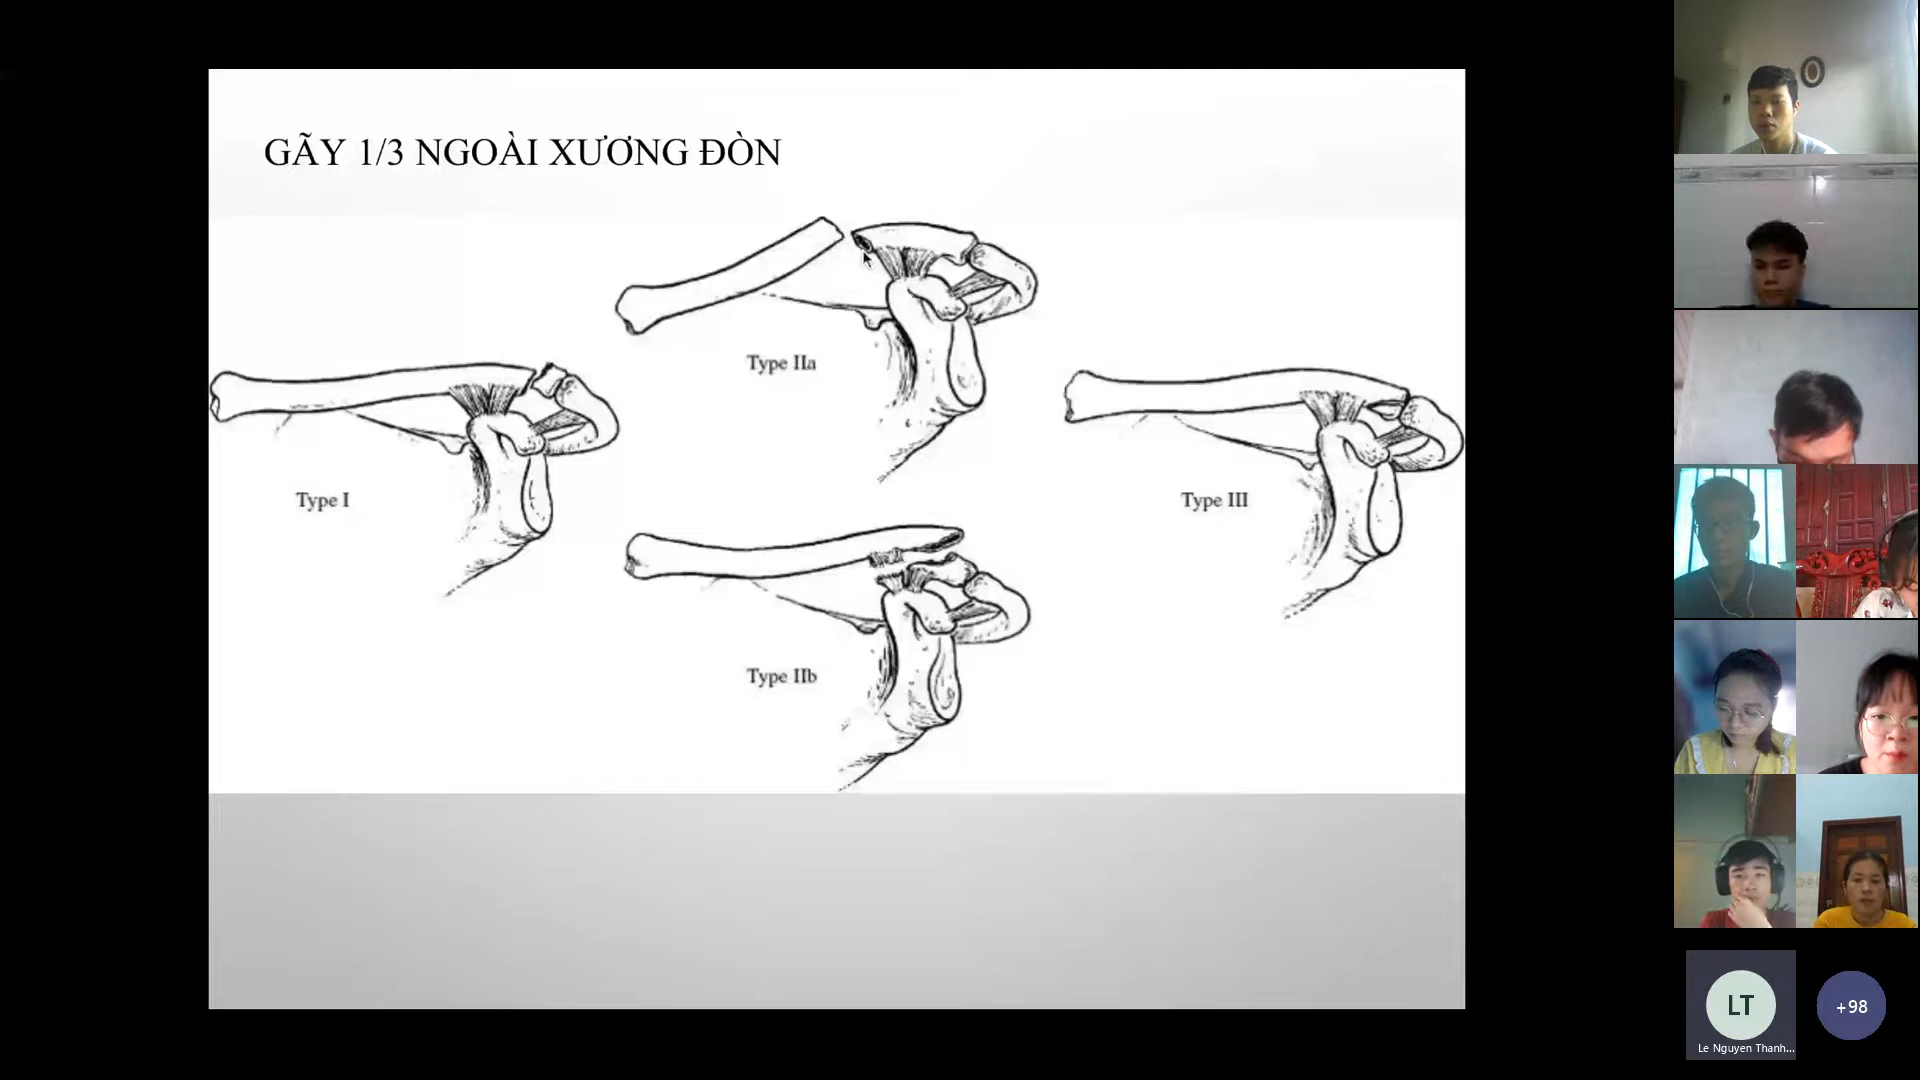 GÃY 1/3 NGOÀI XƯƠNG ĐÒN
Type IIa
Type I
Type III
Type IIb
LT
+98
Le Nguyen Thanh...